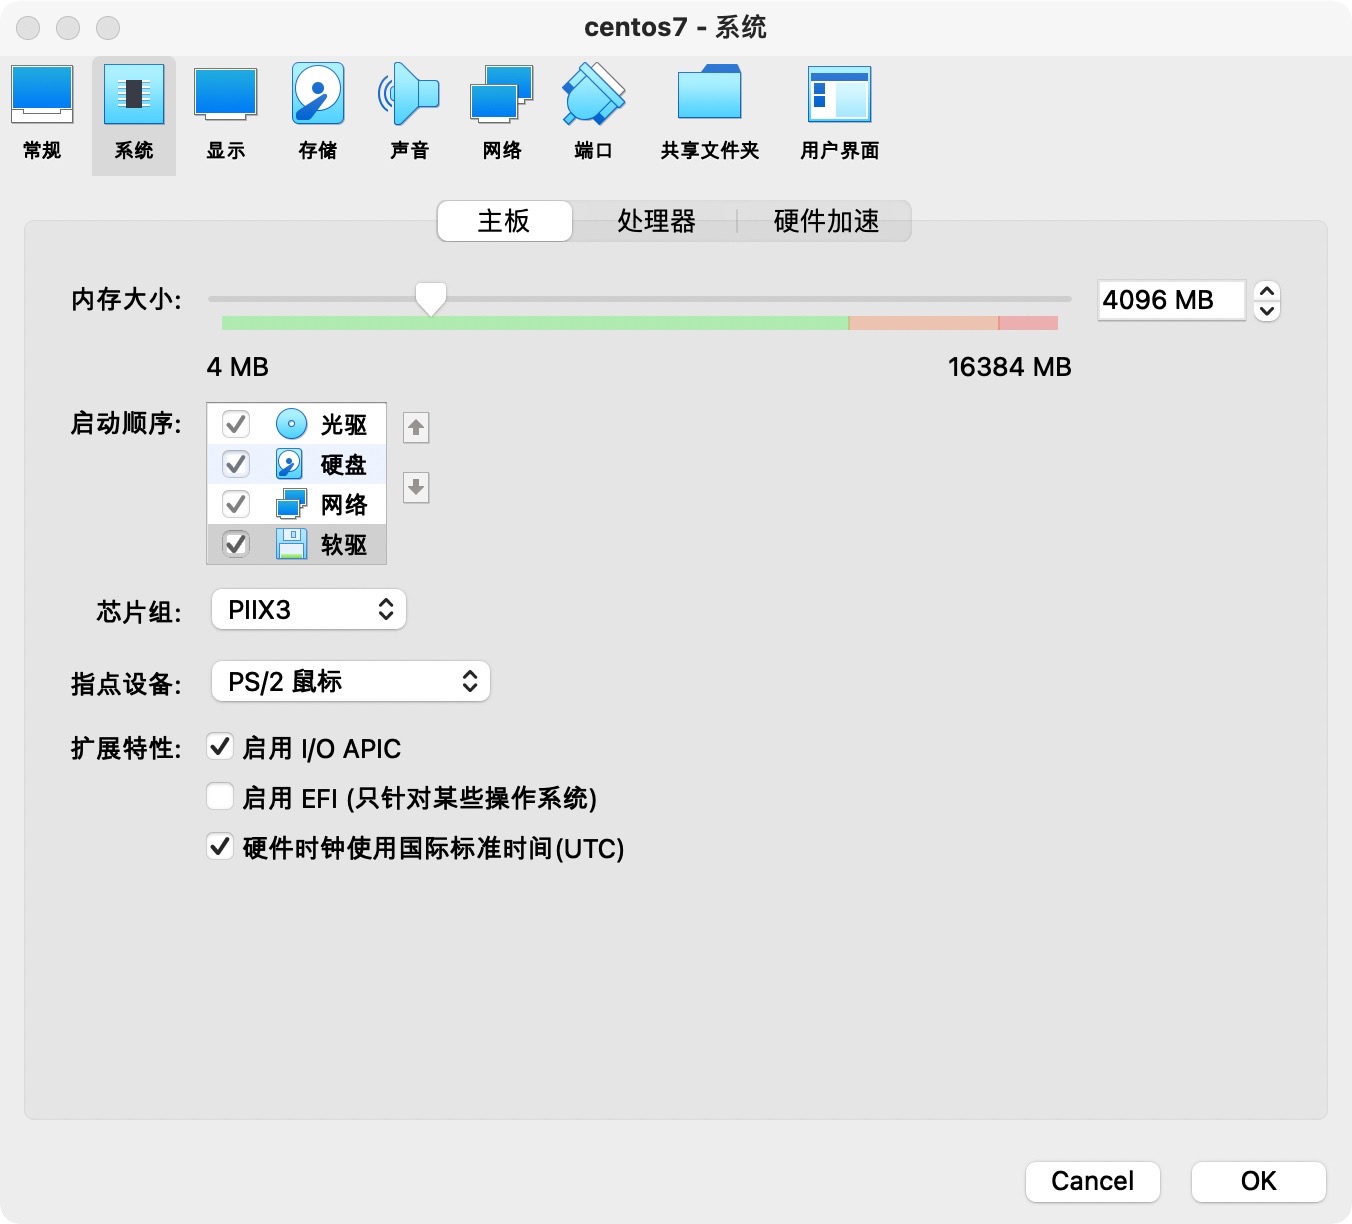 centos7 - 系统
常规 系统 显示 存储 声音 网络 端口 共享文件夹 用户界面
主板 处理器 硬件加速
内存大小: 4096 MB
4 MB 16384 MB
启动顺序: 光驱
硬盘
网络
软驱
芯片组: PIIX3
指点设备: PS/2 鼠标
扩展特性: 启用 I/O APIC
启用 EFI (只针对某些操作系统)
硬件时钟使用国际标准时间(UTC)
Cancel OK